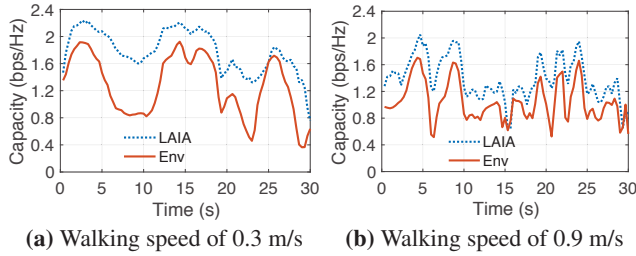 Capacity (bps/Hz)
2.4
2
1.6
1.2
0.8
0.4
0
LAIA
Env
0 5 10 15 20 25 30
Time (s)
(a) Walking speed of 0.3 m/s
Capacity (bps/Hz)
2.4
2
1.6
1.2
0.8
0.4
0
LAIA
Env
0 5 10 15 20 25 30
Time (s)
(b) Walking speed of 0.9 m/s